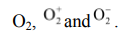 O₂, O₂⁺ and O₂⁻.